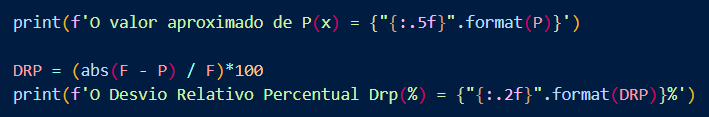 print(f'O valor aproximado de P(x) = {"{:.5f}".format(P)}')
DRP = (abs(F - P) / F)*100
print(f'O Desvio Relativo Percentual Drp(%) = {"{:.2f}".format(DRP)}%')